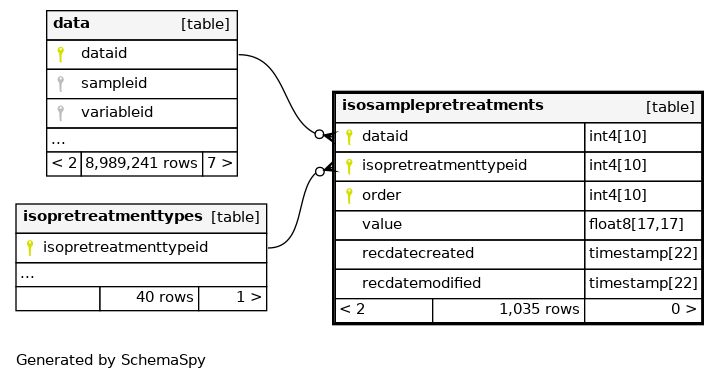 data [table]
dataid
sampleid
variableid
...
< 2 8,989,241 rows 7 >
isopretreatmenttypes [table]
isopretreatmenttypeid
...
40 rows 1 >
isosamplepretreatments [table]
dataid int4[10]
isopretreatmenttypeid int4[10]
order int4[10]
value float8[17,17]
recdatecreated timestamp[22]
recdatemodified timestamp[22]
< 2 1,035 rows 0 >
Generated by SchemaSpy